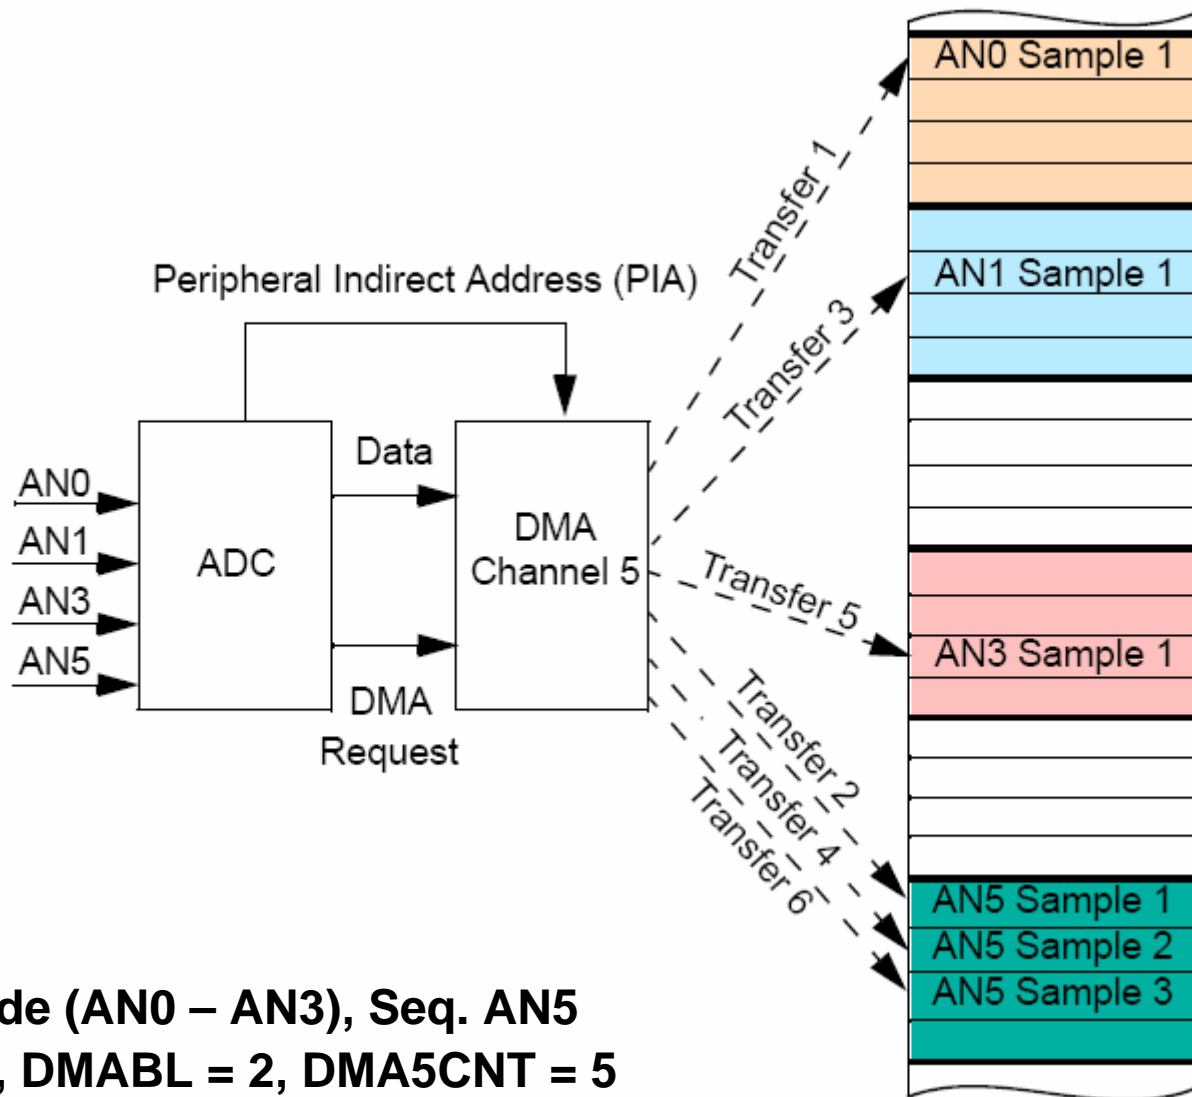 AN0 Sample 1
Transfer 1
AN1 Sample 1
Peripheral Indirect Address (PIA)
Transfer 3
Data
AN0
AN1
AN3
AN5
ADC
DMA
Channel 5
Transfer 5
AN3 Sample 1
DMA
Request
Transfer 2
Transfer 4
Transfer 6
AN5 Sample 1
AN5 Sample 2
AN5 Sample 3
(AN0 – AN3), Seq. AN5
, DMABL = 2, DMA5CNT = 5